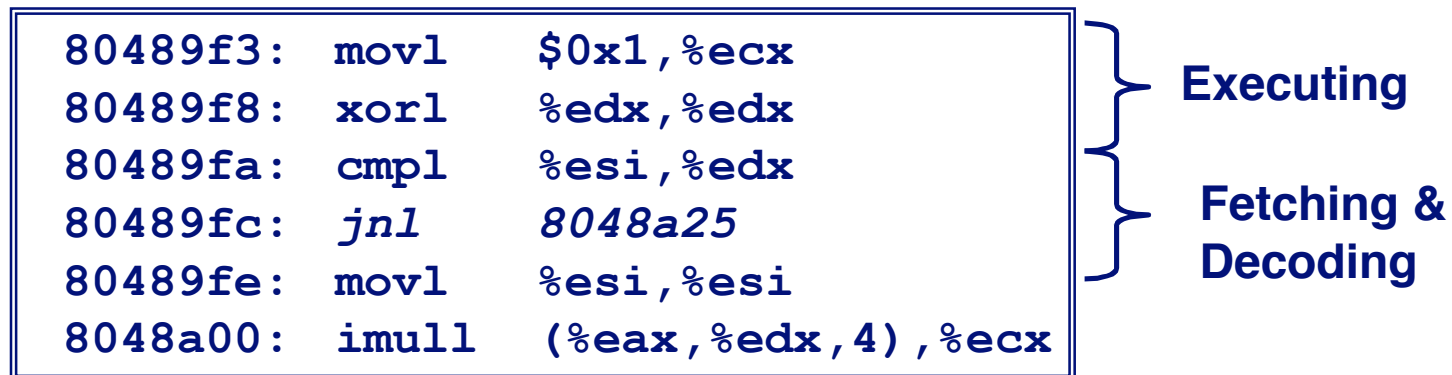 80489f3: movl $0x1,%ecx
80489f8: xorl %edx,%edx
80489fa: cmpl %esi,%edx
80489fc: jnl 8048a25
80489fe: movl %esi,%esi
8048a00: imull (%eax,%edx,4),%ecx
Executing
Fetching &
Decoding